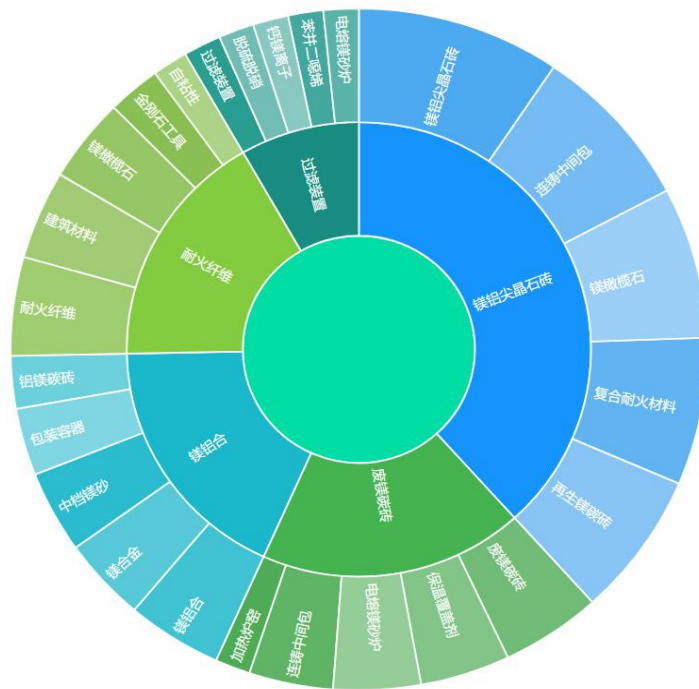 镁铝尖晶石砖
镁铝尖晶石砖
连铸中间包
镁橄榄石
复合耐火材料
再生镁碳砖
废镁碳砖
废镁碳砖
保温覆盖剂
电熔镁砂炉
连铸中间包
加热炉窑
镁铝合
镁铝合
镁合金
中档镁砂
包装容器
铝镁碳砖
耐火纤维
耐火纤维
建筑材料
镁橄榄石
金刚石工具
自粘性
过滤装置
过滤装置
脱硫脱硝
钙镁离子
苯并二噁烯
电熔镁砂炉